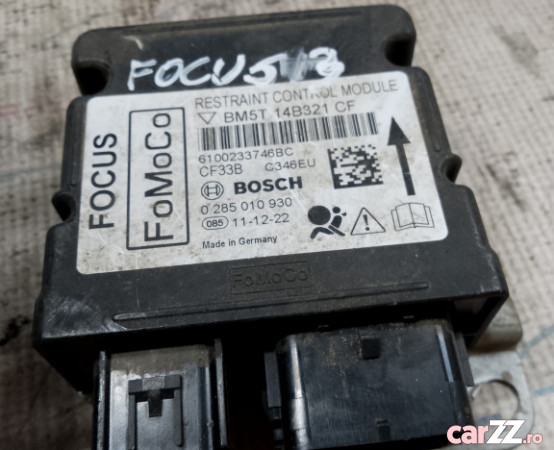 FOCUS
RESTRAINT CONTROL MODULE
BM5T 14B321 CF
6100233746BC
CF33B C346EU
BOSCH
0 285 010 930
085 11-12-22
Made in Germany
FOCUS
FoMoCo
FoMoCo
carZZ.ro